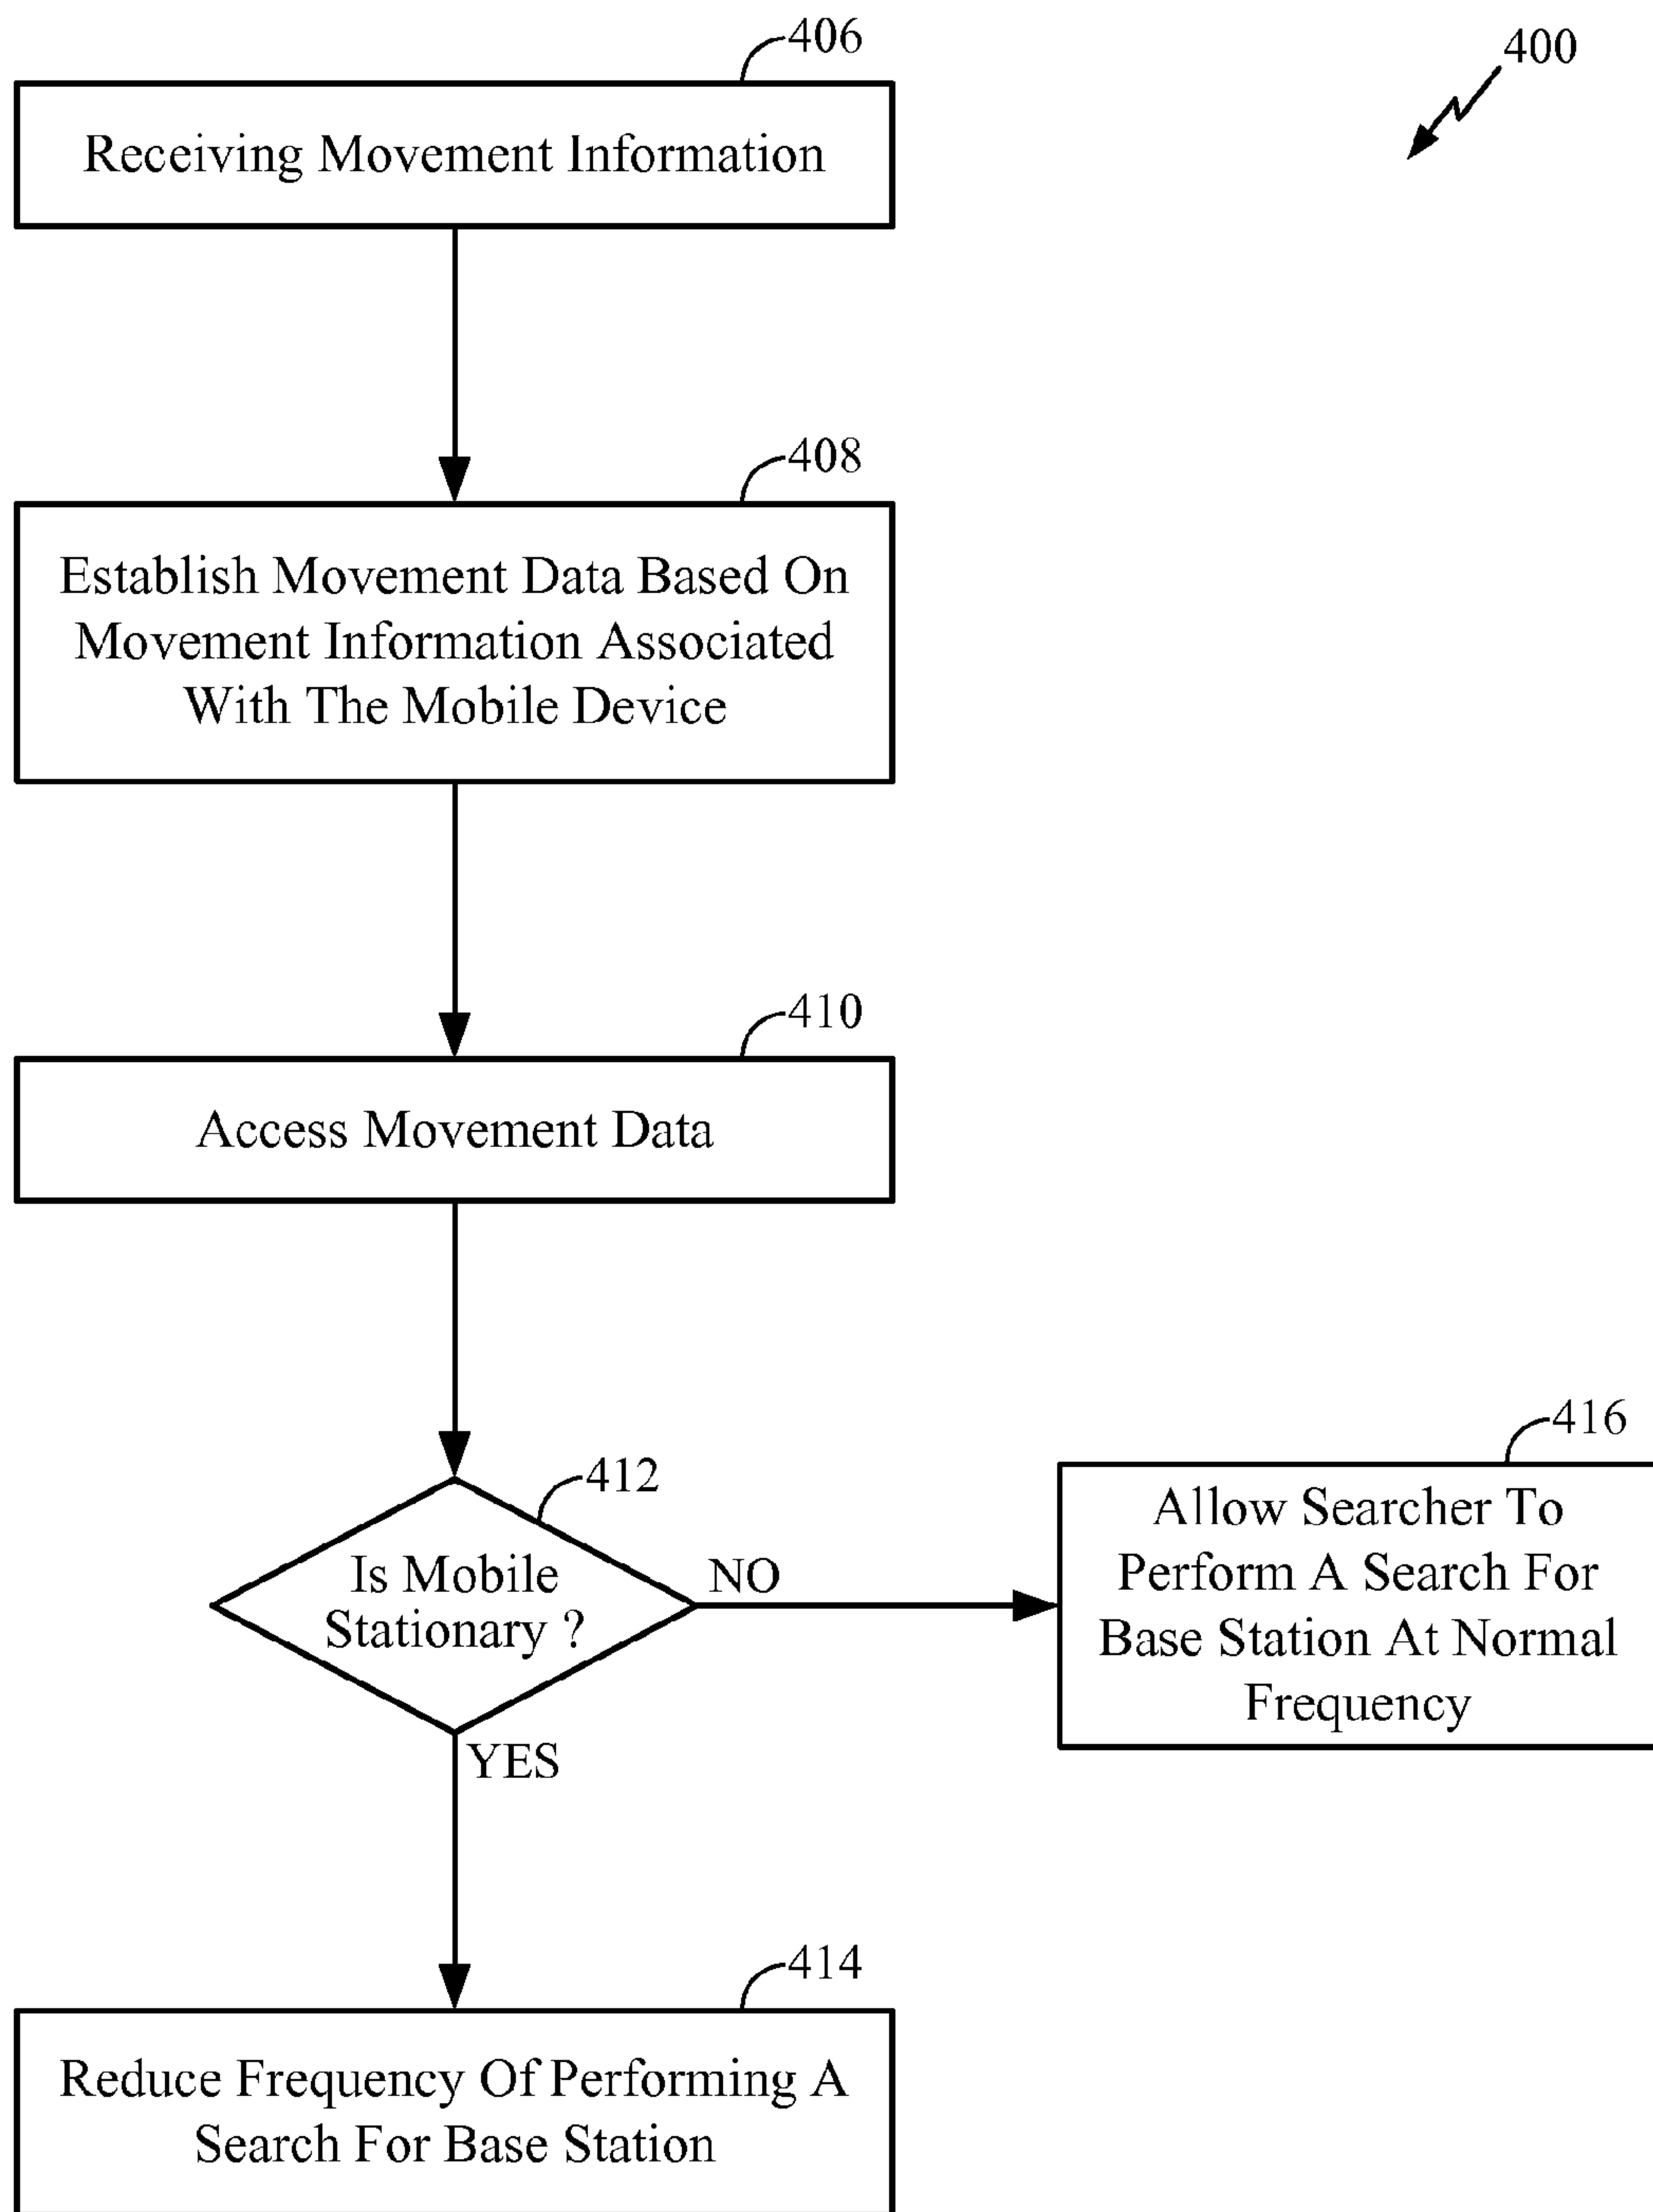 406
400
Receiving Movement Information
408
Establish Movement Data Based On
Movement Information Associated
With The Mobile Device
410
Access Movement Data
412
Is Mobile
Stationary ?
NO
YES
416
Allow Searcher To
Perform A Search For
Base Station At Normal
Frequency
414
Reduce Frequency Of Performing A
Search For Base Station